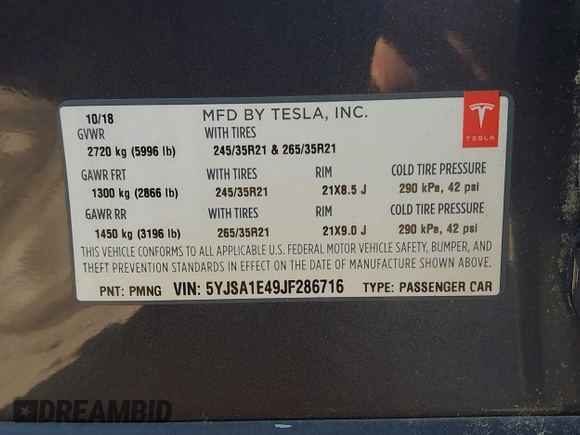 10/18 MFD BY TESLA, INC.
GVWR WITH TIRES
2720 kg (5996 lb) 245/35R21 & 265/35R21
GAWR FRT WITH TIRES RIM COLD TIRE PRESSURE
1300 kg (2866 lb) 245/35R21 21X8.5 J 290 kPa, 42 psi
GAWR RR WITH TIRES RIM COLD TIRE PRESSURE
1450 kg (3196 lb) 265/35R21 21X9.0 J 290 kPa, 42 psi
THIS VEHICLE CONFORMS TO ALL APPLICABLE U.S. FEDERAL MOTOR VEHICLE SAFETY, BUMPER, AND
THEFT PREVENTION STANDARDS IN EFFECT ON THE DATE OF MANUFACTURE SHOWN ABOVE.
PNT: PMNG VIN: 5YJSA1E49JF286716 TYPE: PASSENGER CAR
TESLA
DREAMBID